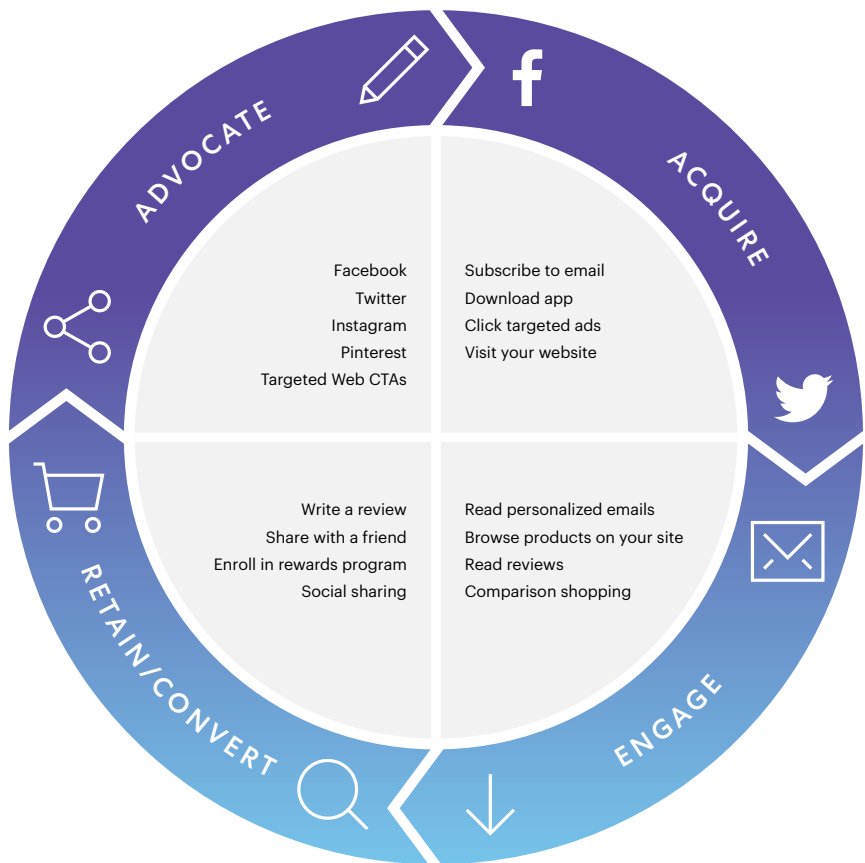 ADVOCATE
ACQUIRE
Facebook
Twitter
Instagram
Pinterest
Targeted Web CTAs
Subscribe to email
Download app
Click targeted ads
Visit your website
Write a review
Share with a friend
Enroll in rewards program
Social sharing
Read personalized emails
Browse products on your site
Read reviews
Comparison shopping
RETAIN/CONVERT
ENGAGE